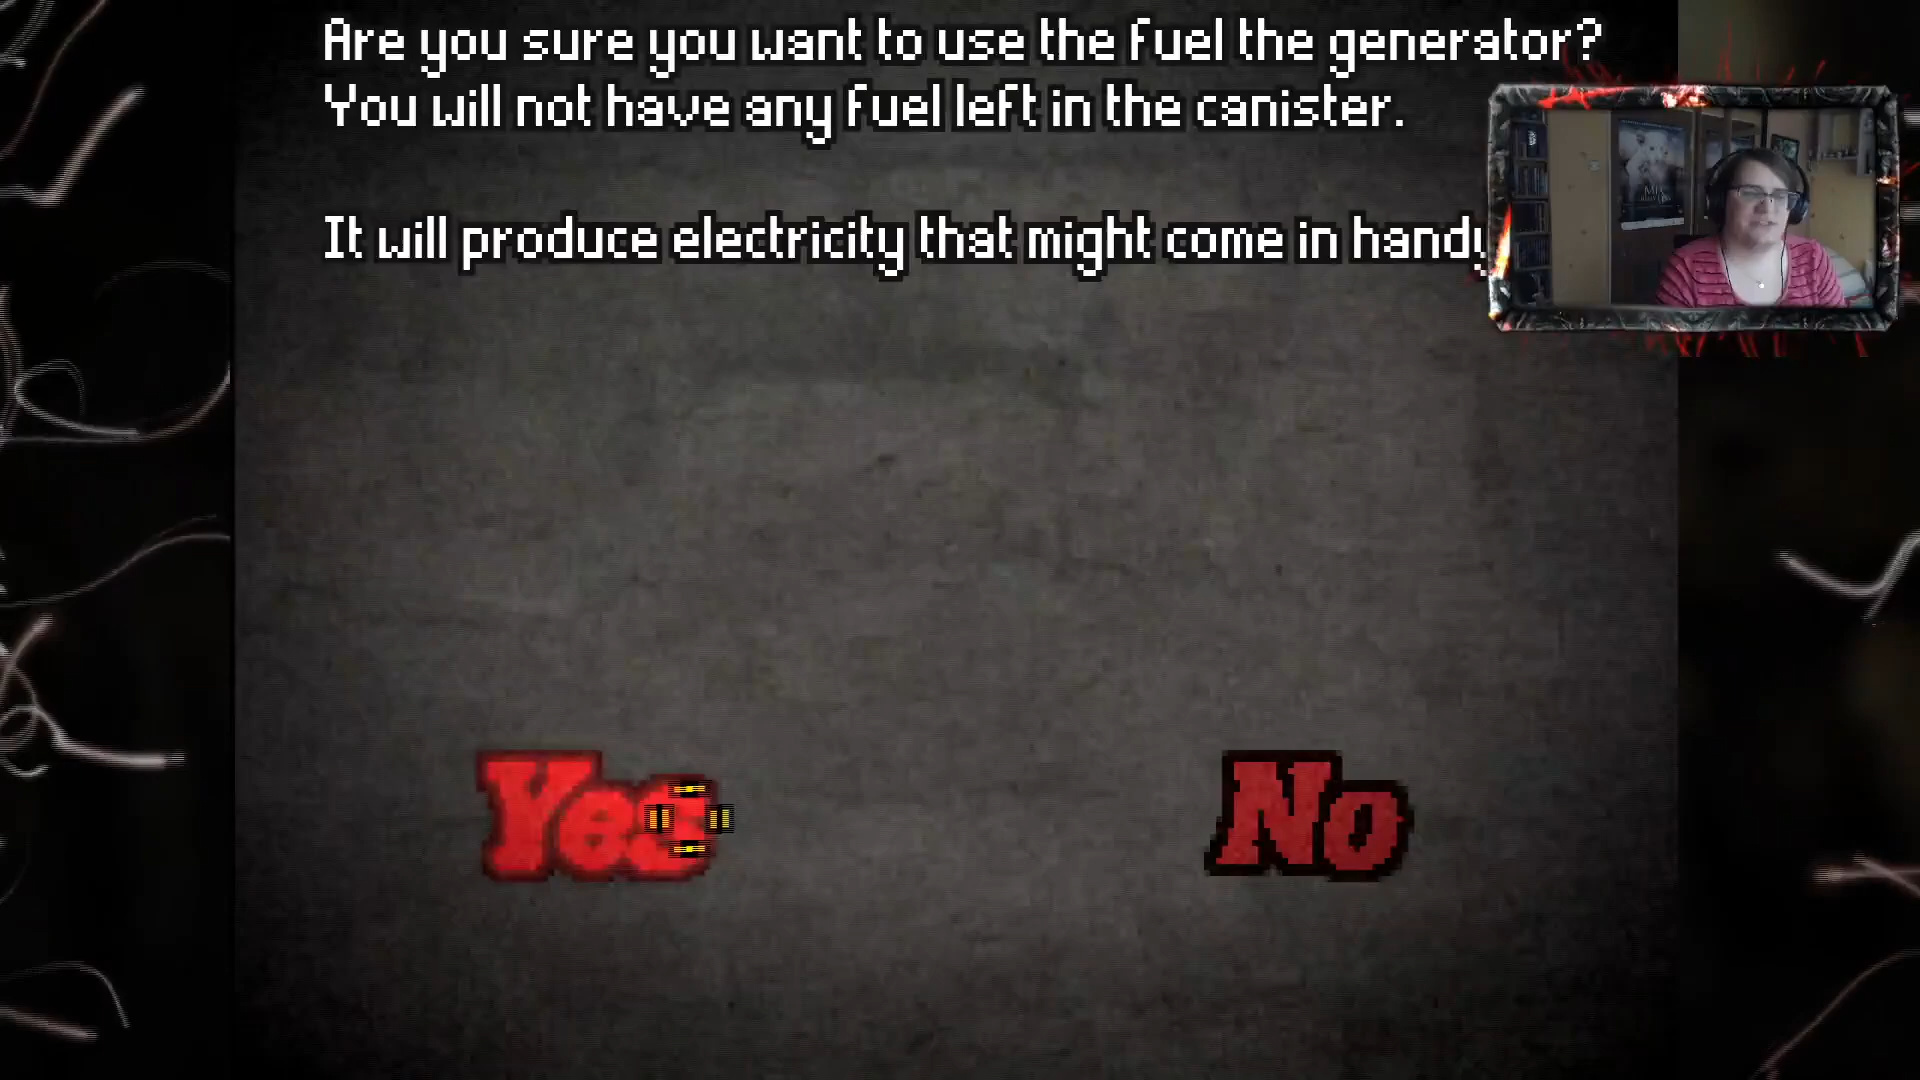 Are you sure you want to use the fuel the generator?
You will not have any fuel left in the canister.
It will produce electricity that might come in handy
Yes
No